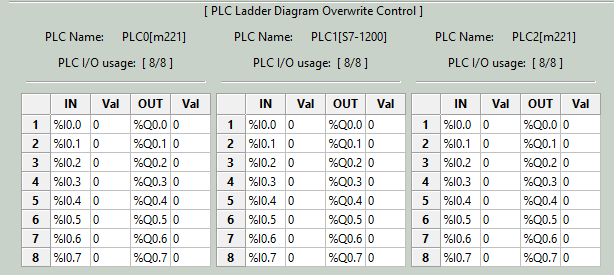 [ PLC Ladder Diagram Overwrite Control ]
PLC Name: PLC0[m221] PLC1[S7-1200] PLC Name: PLC2[m221]
PLC I/O usage: [ 8/8 ] PLC I/O usage: [ 8/8 ] PLC I/O usage: [ 8/8 ]
IN Val OUT Val IN Val OUT Val IN Val OUT Val
1 %I0.0 0 %Q0.0 0 1 %I0.0 0 %Q0.0 0 1 %I0.0 0 %Q0.0 0
2 %I0.1 0 %Q0.1 0 2 %I0.1 0 %Q0.1 0 2 %I0.1 0 %Q0.1 0
3 %I0.2 0 %Q0.2 0 3 %I0.2 0 %Q0.2 0 3 %I0.2 0 %Q0.2 0
4 %I0.3 0 %Q0.3 0 4 %I0.3 0 %Q0.3 0 4 %I0.3 0 %Q0.3 0
5 %I0.4 0 %Q0.4 0 5 %I0.4 0 %Q0.4 0 5 %I0.4 0 %Q0.4 0
6 %I0.5 0 %Q0.5 0 6 %I0.5 0 %Q0.5 0 6 %I0.5 0 %Q0.5 0
7 %I0.6 0 %Q0.6 0 7 %I0.6 0 %Q0.6 0 7 %I0.6 0 %Q0.6 0
8 %I0.7 0 %Q0.7 0 8 %I0.7 0 %Q0.7 0 8 %I0.7 0 %Q0.7 0